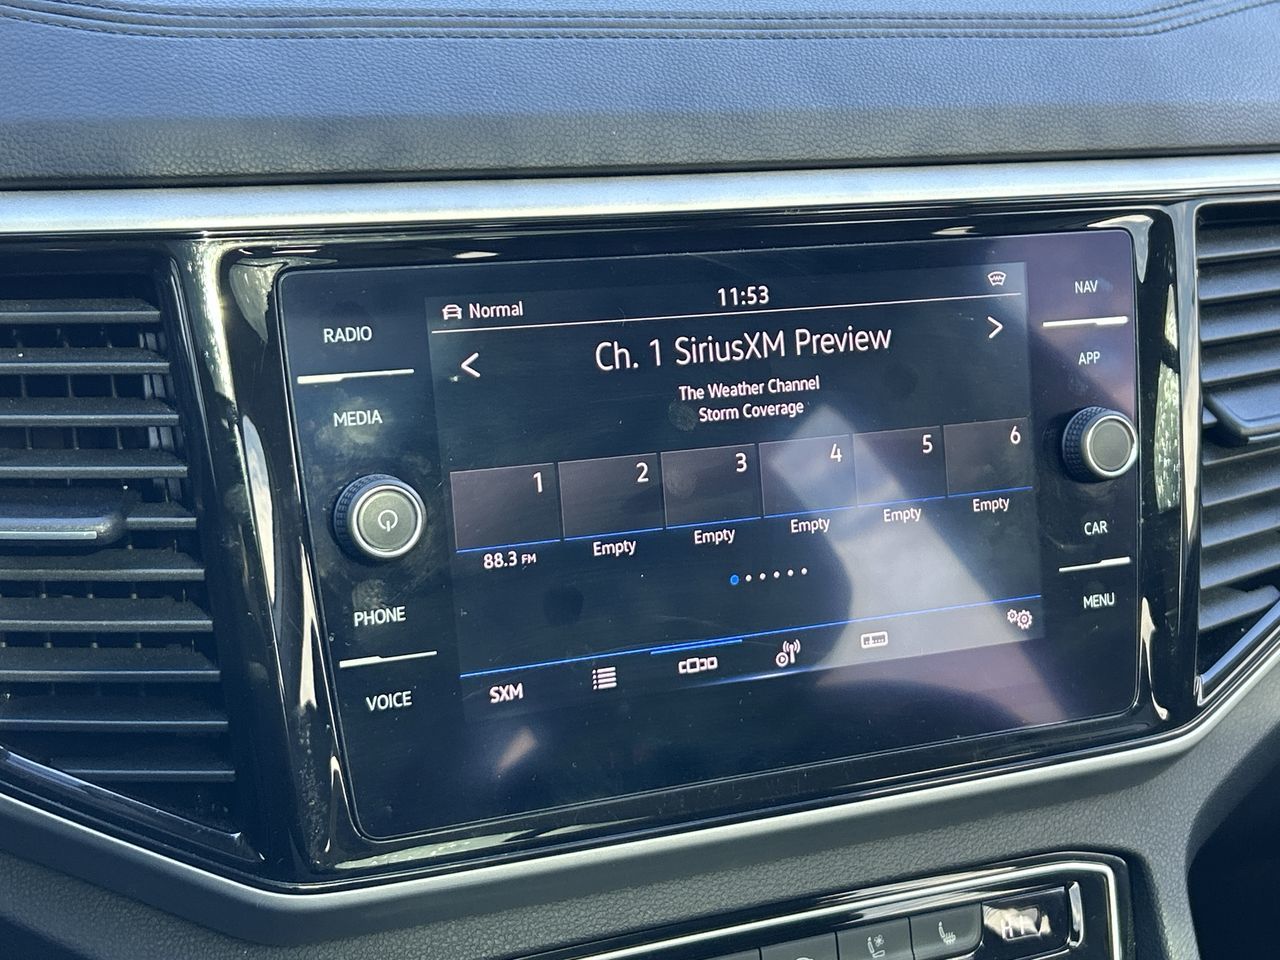 RADIO
MEDIA
PHONE
VOICE
Normal
11:53
< Ch. 1 SiriusXM Preview >
The Weather Channel
Storm Coverage
1 2 3 4 5 6
88.3 FM Empty Empty Empty Empty Empty
SXM
NAV
APP
CAR
MENU